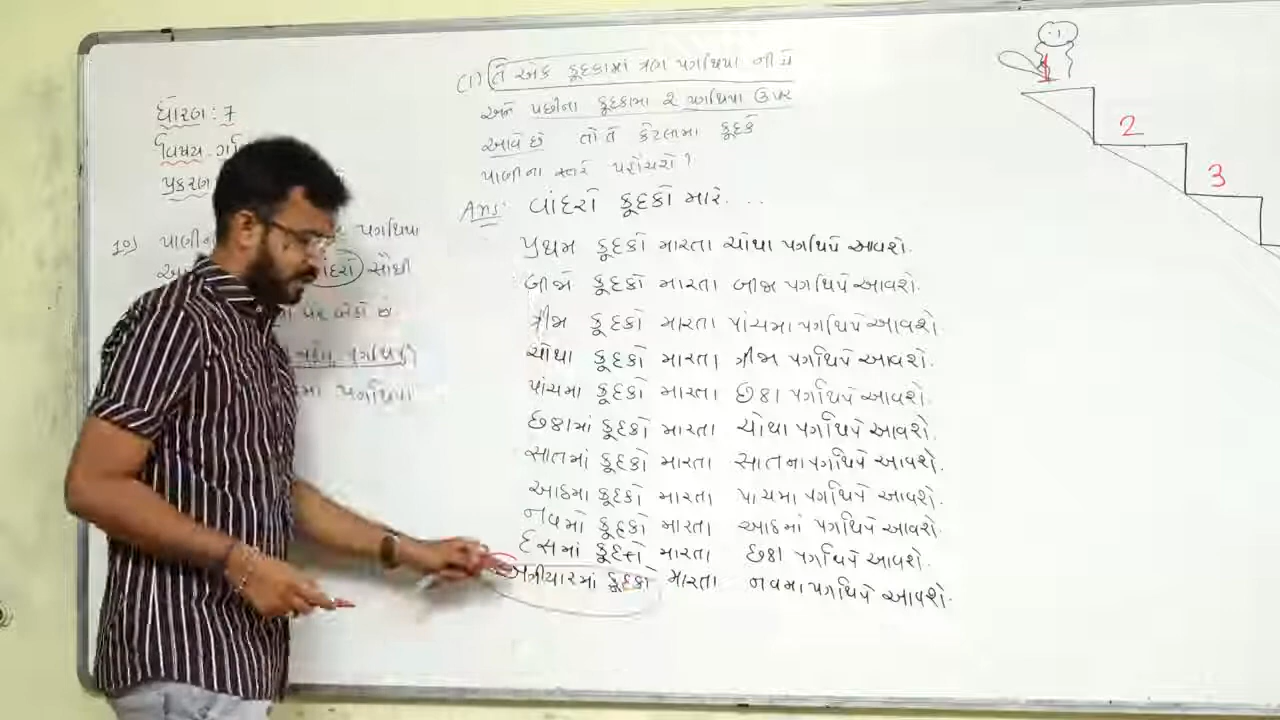 ધોરણ : 7
વિષય
પ્રકરણ
10)
પગથિયા
સૌથી
પર બેઠો છે.
પગથિયા
(1) તે એક કૂદકામાં ત્રણ પગથિયા નીચે
અને પછીના કૂદકામા 2 પગથિયા ઉપર
આવે છે તો તે કેટલામા કૂદકે
પાણીના સ્તરે પહોંચશે?
Ans: વાંદરો કૂદકો મારે. . .
પ્રથમ કૂદકો મારતા ચોથા પગથિપે આવશે.
બીજો કૂદકો મારતા બીજા પગથિપે આવશે.
ત્રીજો કૂદકો મારતા પાંચમા પગથિપે આવશે.
ચોથા કૂદકો મારતા ત્રીજા પગથિપે આવશે.
પાંચમા કૂદકો મારતા છઠ્ઠા પગથિપે આવશે.
છઠ્ઠામાં કૂદકો મારતા ચોથા પગથિપે આવશે.
સાતમાં કૂદકો મારતા સાતના પગથિપે આવશે.
આઠમા કૂદકો મારતા પાચમા પગથિપે આવશે.
નવમો કૂદકો મારતા આઠમાં પગથિપે આવશે.
દસમાં કૂદકો મારતા છઠ્ઠા પગથિપે આવશે.
અગીયારમાં કૂદકો મારતા નવમા પગથિપે આવશે.
1
2
3